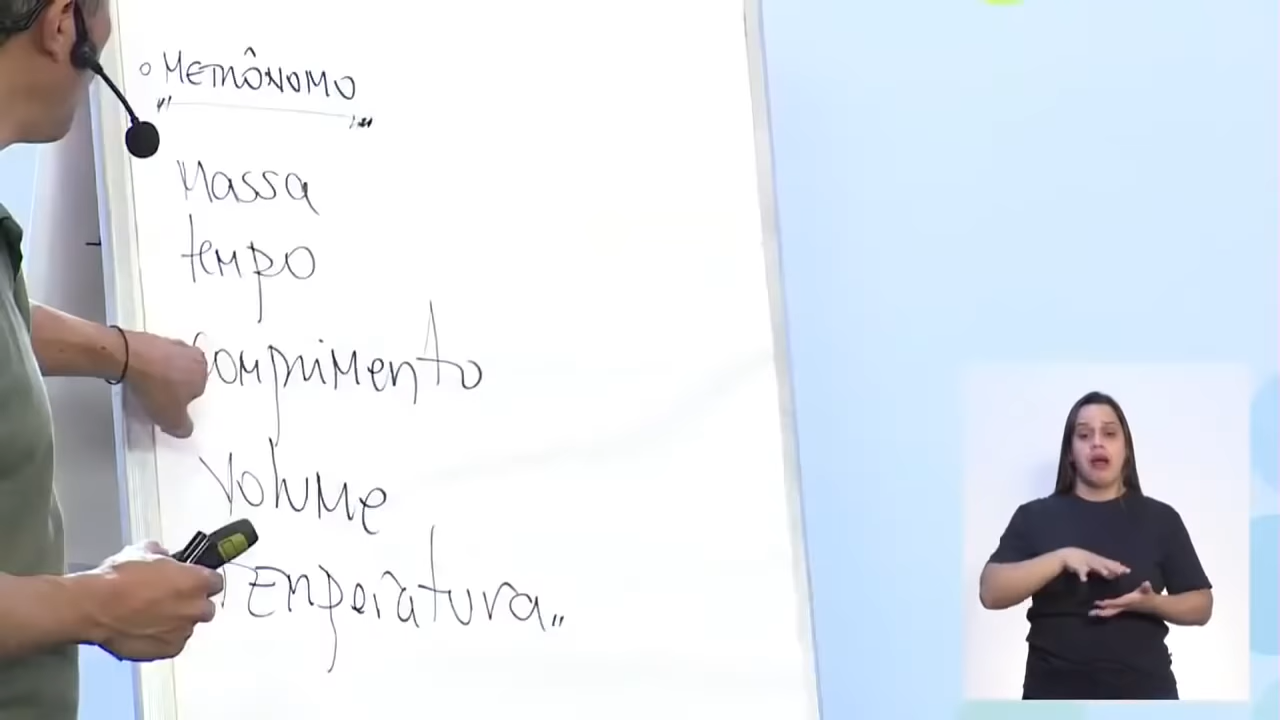 METRÔNOMO
Massa
tempo
comprimento
Volume
Temperatura..